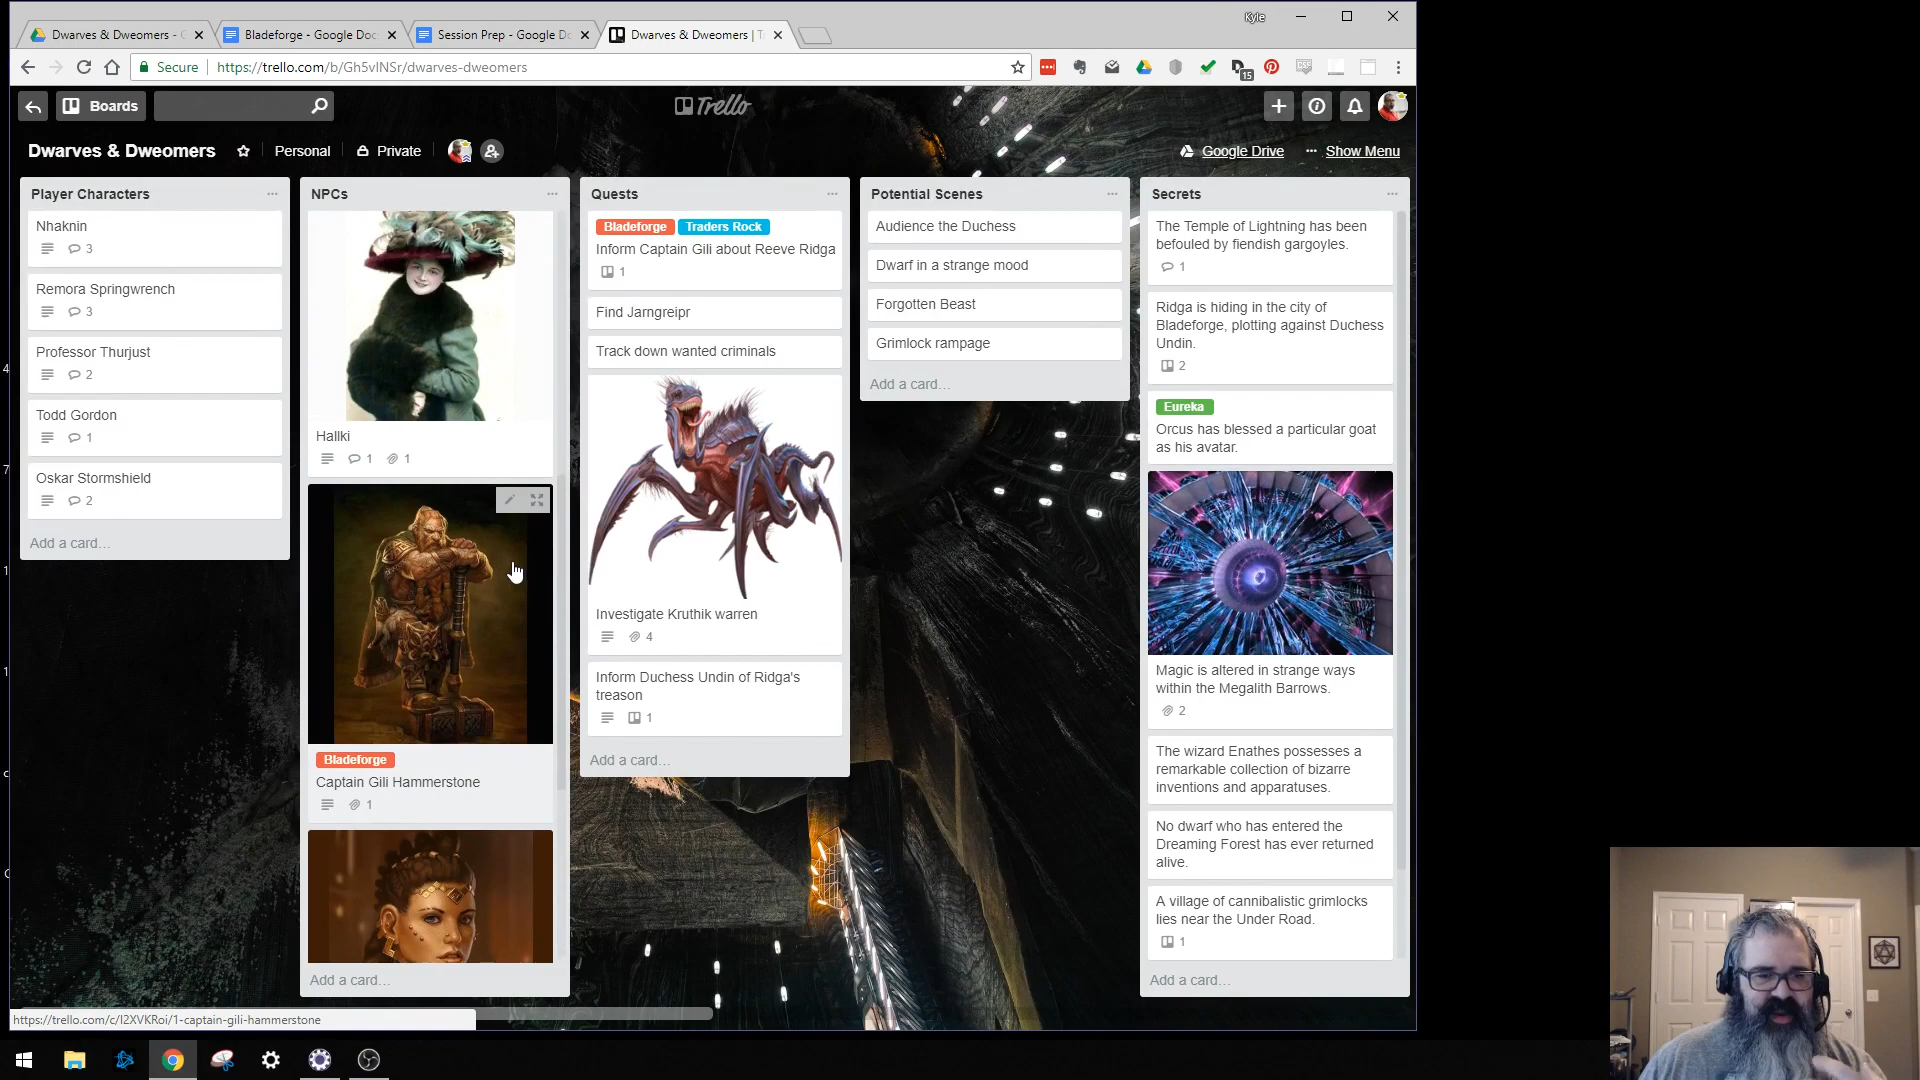 Kyle
Dwarves & Dweomers -
Bladeforge - Google Doc
Session Prep - Google Do
Dwarves & Dweomers | T
Secure
https://trello.com/b/Gh5vINSr/dwarves-dweomers
15
Boards
Trello
Dwarves & Dweomers
Personal
Private
Google Drive
Show Menu
Player Characters
Nhaknin
3
Remora Springwrench
3
Professor Thurjust
2
Todd Gordon
1
Oskar Stormshield
2
Add a card…
NPCs
Hallki
1 1
Bladeforge
Captain Gili Hammerstone
1
Add a card…
Quests
Bladeforge Traders Rock
Inform Captain Gili about Reeve Ridga
1
Find Jarngreipr
Track down wanted criminals
Investigate Kruthik warren
4
Inform Duchess Undin of Ridga's
treason
1
Add a card…
Potential Scenes
Audience the Duchess
Dwarf in a strange mood
Forgotten Beast
Grimlock rampage
Add a card…
Secrets
The Temple of Lightning has been
befouled by fiendish gargoyles.
1
Ridga is hiding in the city of
Bladeforge, plotting against Duchess
Undin.
2
Eureka
Orcus has blessed a particular goat
as his avatar.
Magic is altered in strange ways
within the Megalith Barrows.
2
The wizard Enathes possesses a
remarkable collection of bizarre
inventions and apparatuses.
No dwarf who has entered the
Dreaming Forest has ever returned
alive.
A village of cannibalistic grimlocks
lies near the Under Road.
1
Add a card…
https://trello.com/c/I2XVKRoi/1-captain-gili-hammerstone